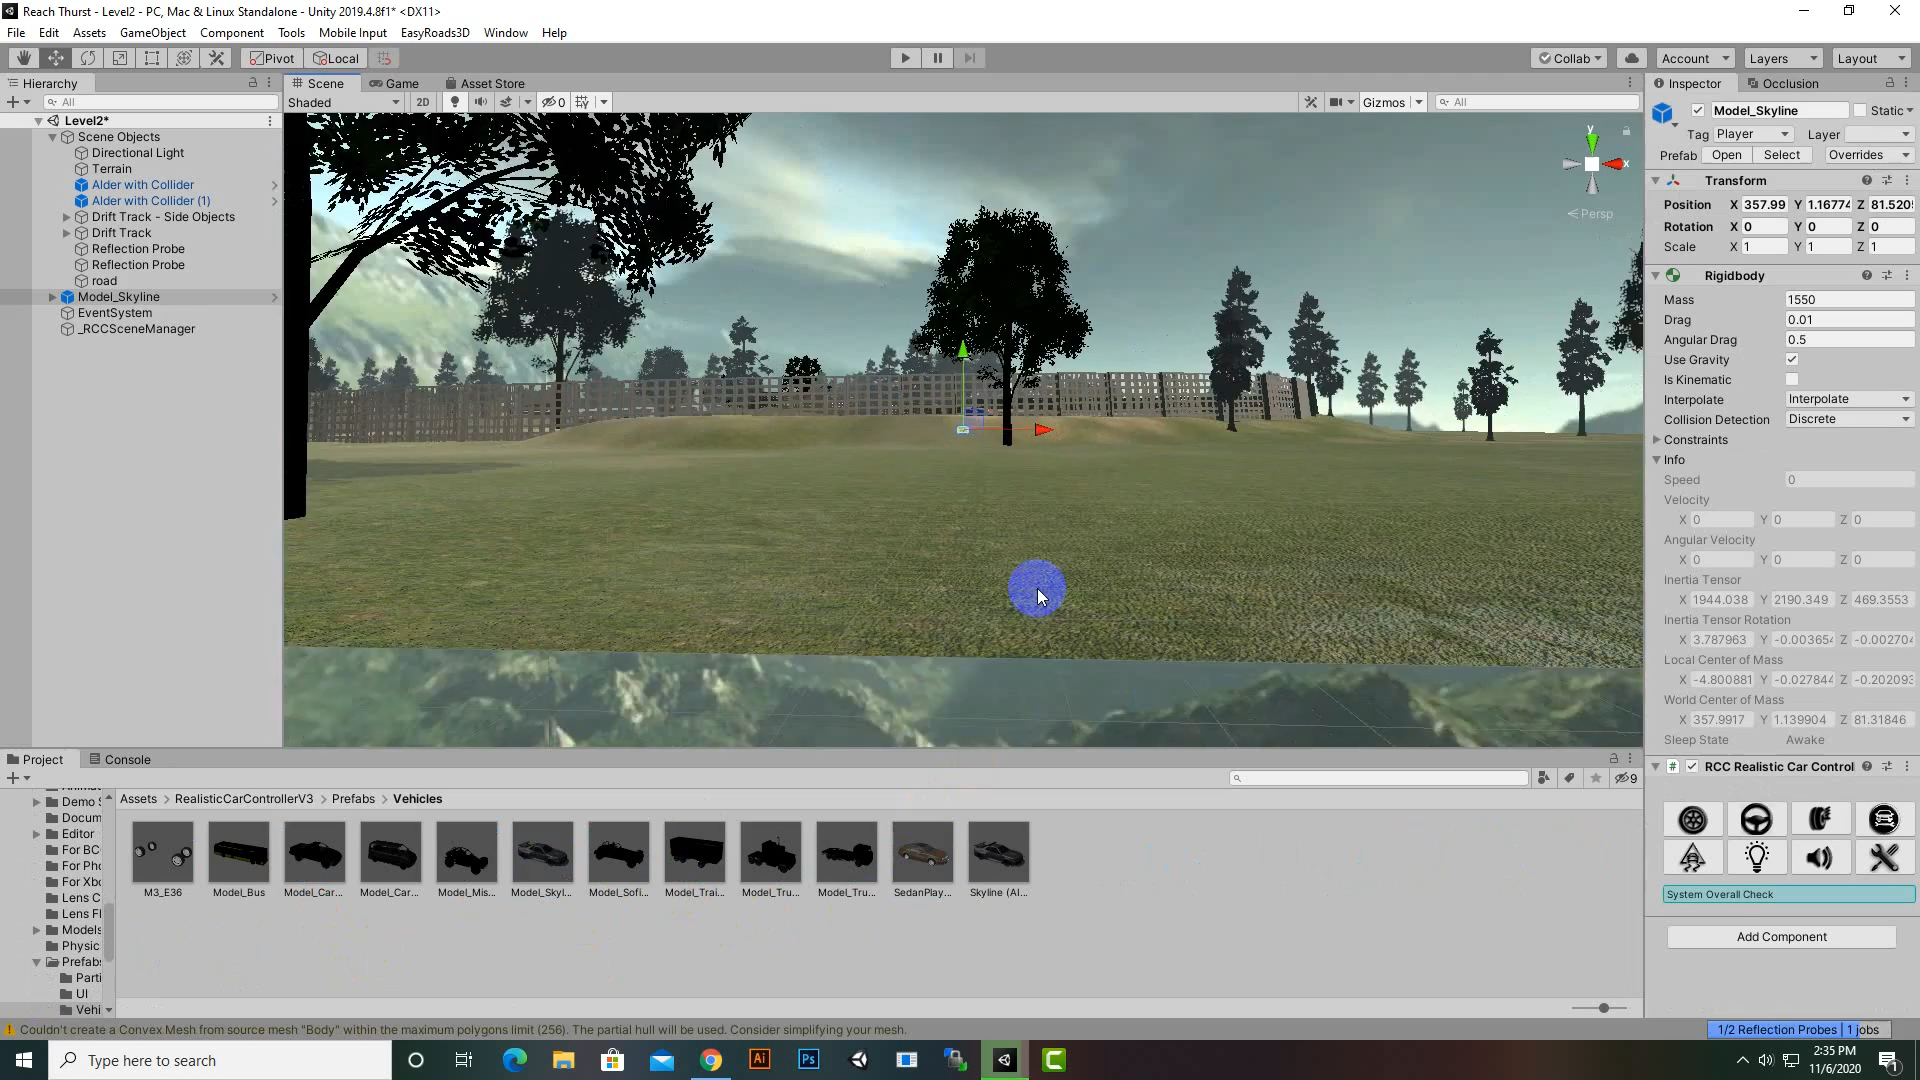 Reach Thurst - Level2 - PC, Mac & Linux Standalone - Unity 2019.4.8f1* <DX11>
File Edit Assets GameObject Component Tools Mobile Input EasyRoads3D Window Help
Pivot Local Collab Account Layers Layout
Hierarchy Scene Game Asset Store Inspector Occlusion
All Shaded 2D 0 Gizmos All
Level2*
Scene Objects
Directional Light
Terrain
Alder with Collider
Alder with Collider (1)
Drift Track - Side Objects
Drift Track
Reflection Probe
Reflection Probe
road
Model_Skyline
EventSystem
_RCCSceneManager
y
x
Persp
Model_Skyline Static
Tag Player Layer
Prefab Open Select Overrides
Transform
Position X 357.99 Y 1.16774 Z 81.520
Rotation X 0 Y 0 Z 0
Scale X 1 Y 1 Z 1
Rigidbody
Mass 1550
Drag 0.01
Angular Drag 0.5
Use Gravity
Is Kinematic
Interpolate Interpolate
Collision Detection Discrete
Constraints
Info
Speed 0
Velocity
X 0 Y 0 Z 0
Angular Velocity
X 0 Y 0 Z 0
Inertia Tensor
X 1944.038 Y 2190.349 Z 469.3553
Inertia Tensor Rotation
X 3.787963 Y -0.003654 Z -0.002704
Local Center of Mass
X -4.800881 Y -0.027844 Z -0.202093
World Center of Mass
X 357.9917 Y 1.139904 Z 81.31846
Sleep State Awake
RCC Realistic Car Control
System Overall Check
Add Component
Project Console
9
Assets > RealisticCarControllerV3 > Prefabs > Vehicles
Demo S
Docum
Editor
For BC
For Pho
For Xbo
Lens C
Lens Fl
Models
Physic
Prefabs
Parti
UI
Vehi
M3_E36 Model_Bus Model_Car... Model_Car... Model_Mis... Model_Skyl... Model_Sofi... Model_Trai... Model_Tru... Model_Tru... SedanPlay... Skyline (AI...
Couldn't create a Convex Mesh from source mesh "Body" within the maximum polygons limit (256). The partial hull will be used. Consider simplifying your mesh.
1/2 Reflection Probes | 1 jobs
Type here to search
Ai Ps
2:35 PM
11/6/2020
1